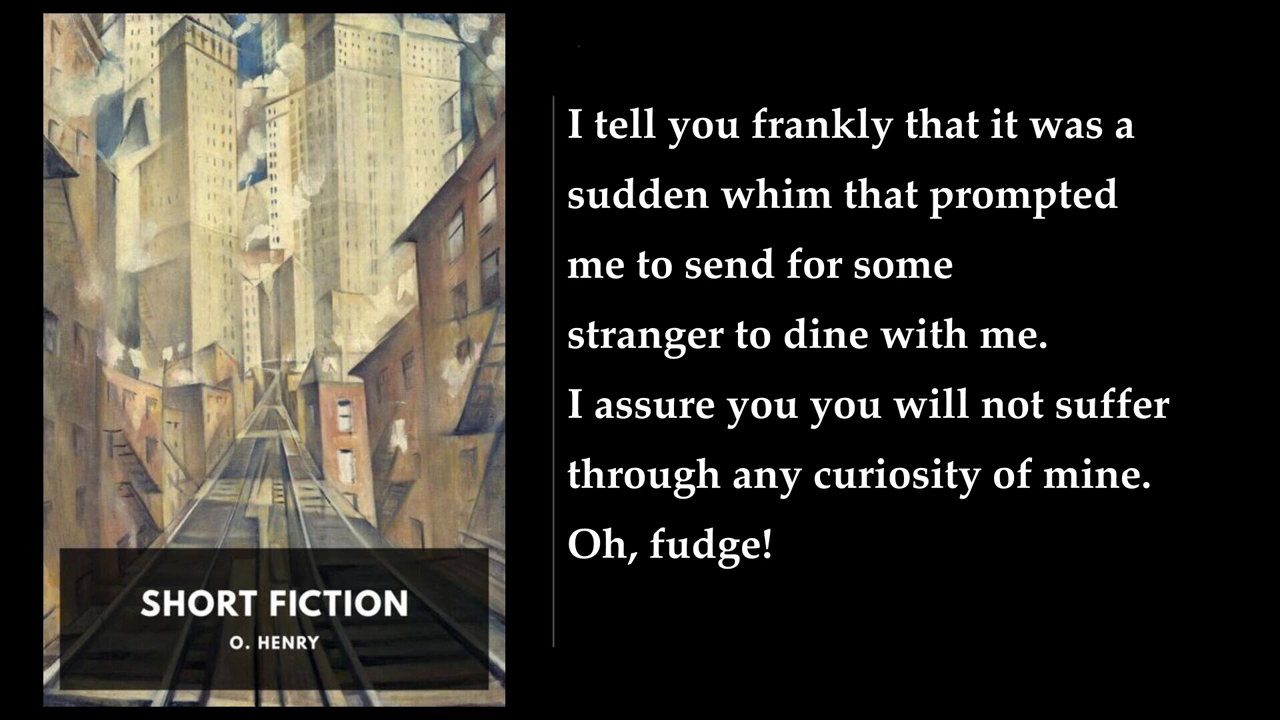 SHORT FICTION
O. HENRY
I tell you frankly that it was a
sudden whim that prompted
me to send for some
stranger to dine with me.
I assure you you will not suffer
through any curiosity of mine.
Oh, fudge!